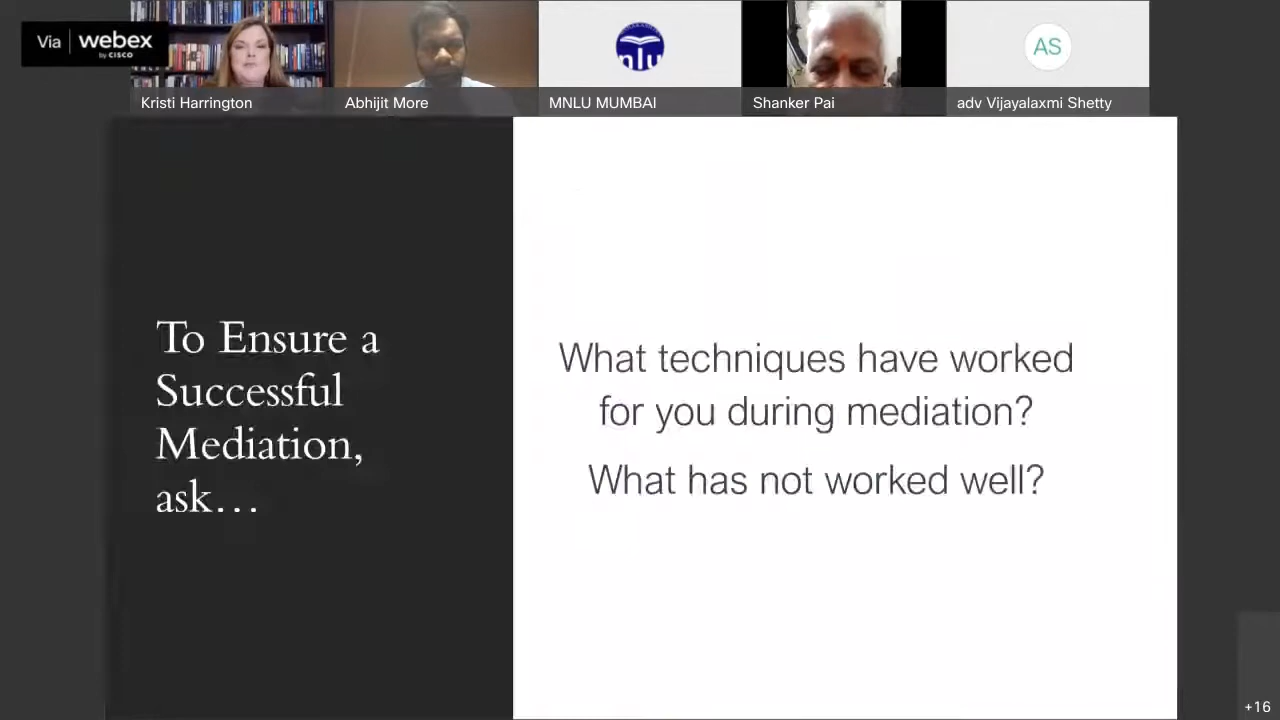 Via webex
by CISCO
Kristi Harrington
Abhijit More
MNLU MUMBAI
Shanker Pai
AS
adv Vijayalaxmi Shetty
To Ensure a
Successful
Mediation,
ask…
What techniques have worked
for you during mediation?
What has not worked well?
+16